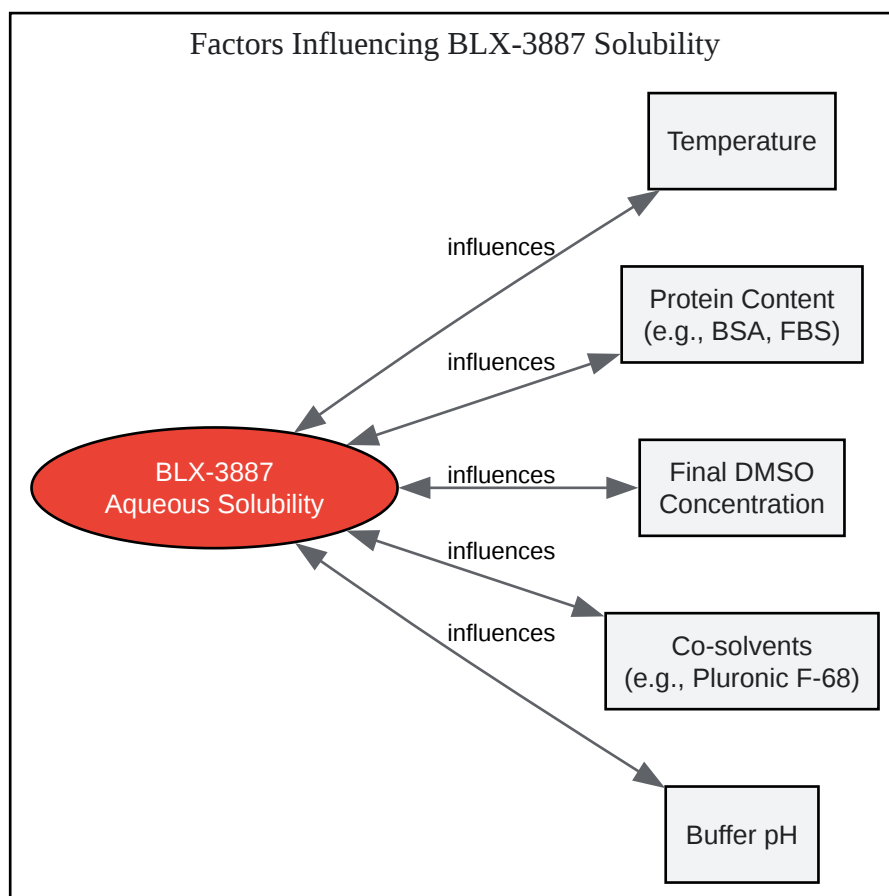 Factors Influencing BLX-3887 Solubility
Temperature
influences
Protein Content
(e.g., BSA, FBS)
influences
BLX-3887
Aqueous Solubility
influences
Final DMSO
Concentration
influences
Co-solvents
(e.g., Pluronic F-68)
influences
Buffer pH